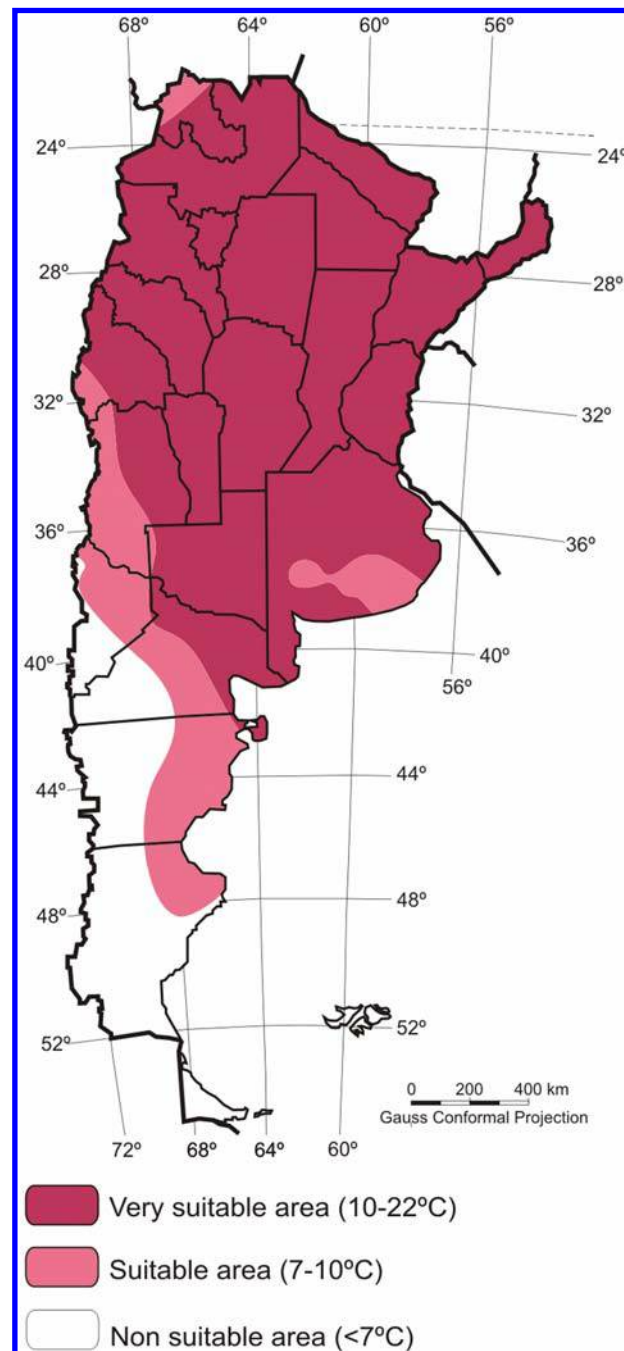 68º 64º 60º 56º
24º 24º
28º 28º
32º 32º
36º 36º
40º 40º
56º
44º 44º
48º 48º
52º 52º
0 200 400 km
Gauss Conformal Projection
72º 68º 64º 60º
Very suitable area (10-22ºC)
Suitable area (7-10ºC)
Non suitable area (<7ºC)